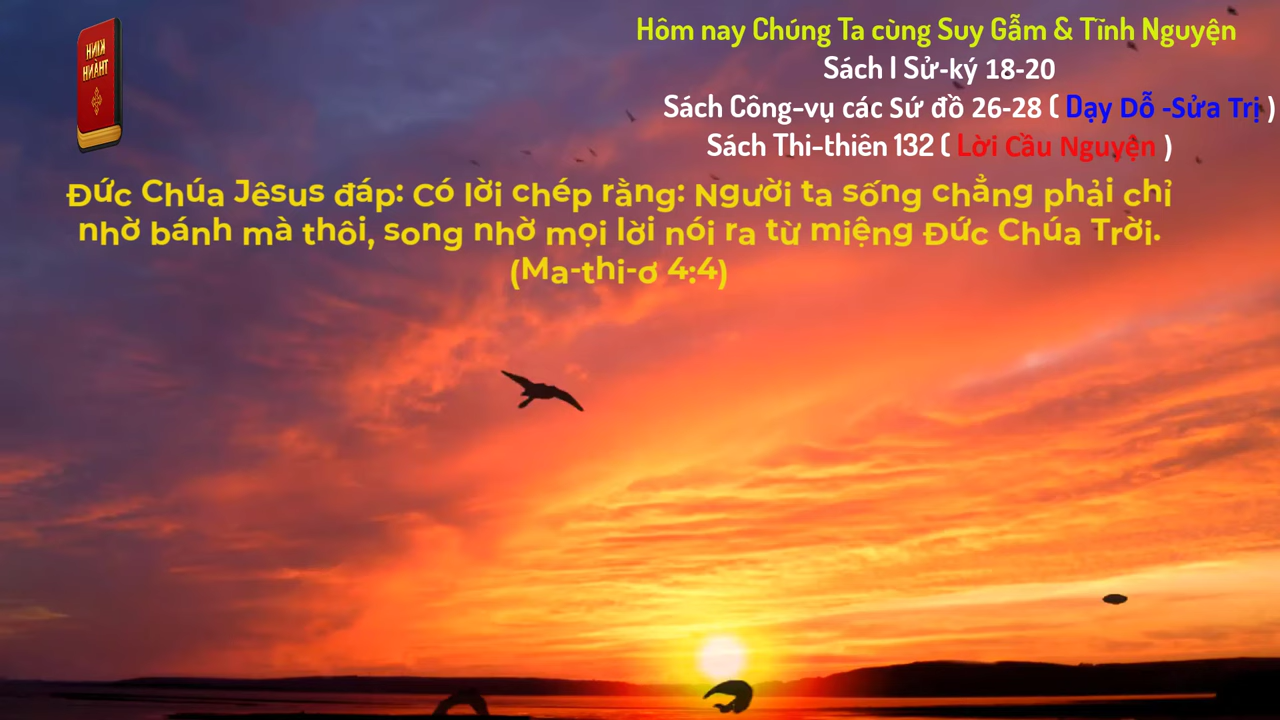 KINH
THÁNH
Hôm nay Chúng Ta cùng Suy Gẫm & Tĩnh Nguyện
Sách I Sử-ký 18-20
Sách Công-vụ các Sứ đồ 26-28 ( Dạy Dỗ -Sửa Trị )
Sách Thi-thiên 132 ( Lời Cầu Nguyện )
Đức Chúa Jêsus đáp: Có lời chép rằng: Người ta sống chẳng phải chỉ
nhờ bánh mà thôi, song nhờ mọi lời nói ra từ miệng Đức Chúa Trời.
(Ma-thi-ơ 4:4)